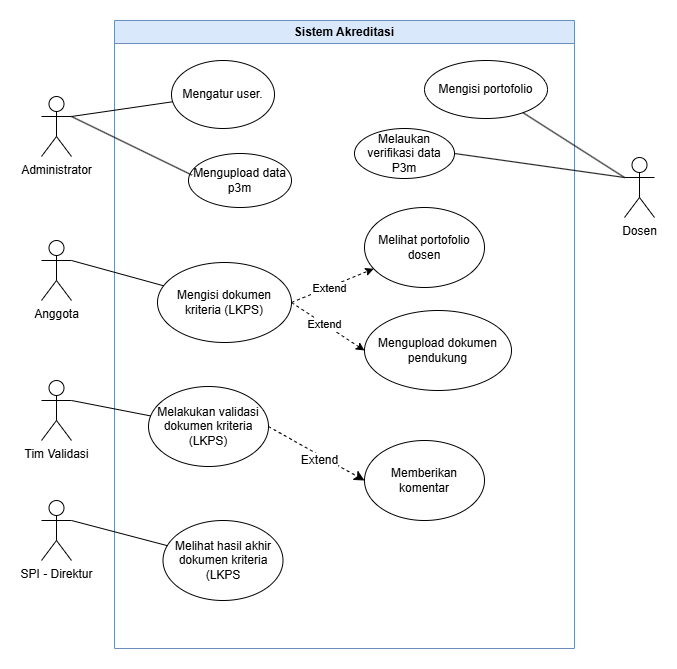 Sistem Akreditasi
Mengatur user.
Mengisi portofolio
Administrator
Melaukan
verifikasi data
P3m
Mengupload data
p3m
Dosen
Melihat portofolio
dosen
Anggota
Mengisi dokumen
kriteria (LKPS)
Extend
Extend
Mengupload dokumen
pendukung
Tim Validasi
Melakukan validasi
dokumen kriteria
(LKPS)
Extend
Memberikan
komentar
SPI - Direktur
Melihat hasil akhir
dokumen kriteria
(LKPS